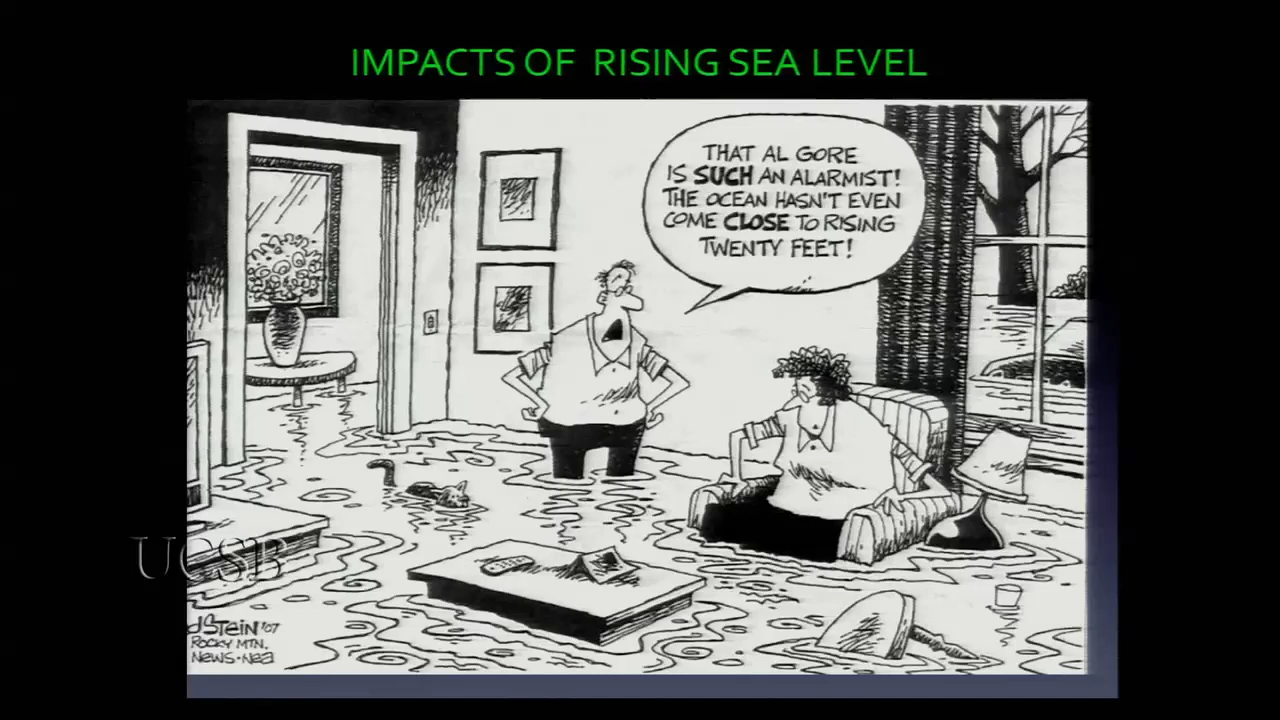 IMPACTS OF RISING SEA LEVEL
THAT AL GORE
IS SUCH AN ALARMIST!
THE OCEAN HASN'T EVEN
COME CLOSE TO RISING
TWENTY FEET!
UCSB
d STEIN '07
ROCKY MTN.
NEWS•NEA